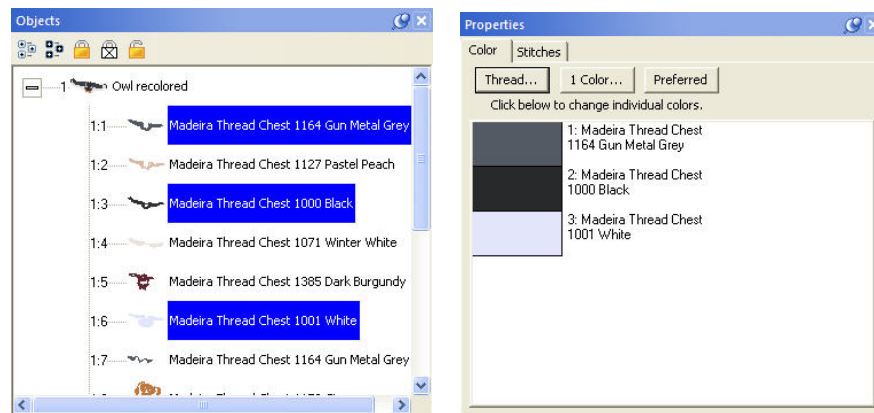 Objects
1 Owl recolored
1:1 Madeira Thread Chest 1164 Gun Metal Grey
1:2 Madeira Thread Chest 1127 Pastel Peach
1:3 Madeira Thread Chest 1000 Black
1:4 Madeira Thread Chest 1071 Winter White
1:5 Madeira Thread Chest 1385 Dark Burgundy
1:6 Madeira Thread Chest 1001 White
1:7 Madeira Thread Chest 1164 Gun Metal Grey
Properties
Color Stitches
Thread... 1 Color... Preferred
Click below to change individual colors.
1: Madeira Thread Chest
1164 Gun Metal Grey
2: Madeira Thread Chest
1000 Black
3: Madeira Thread Chest
1001 White